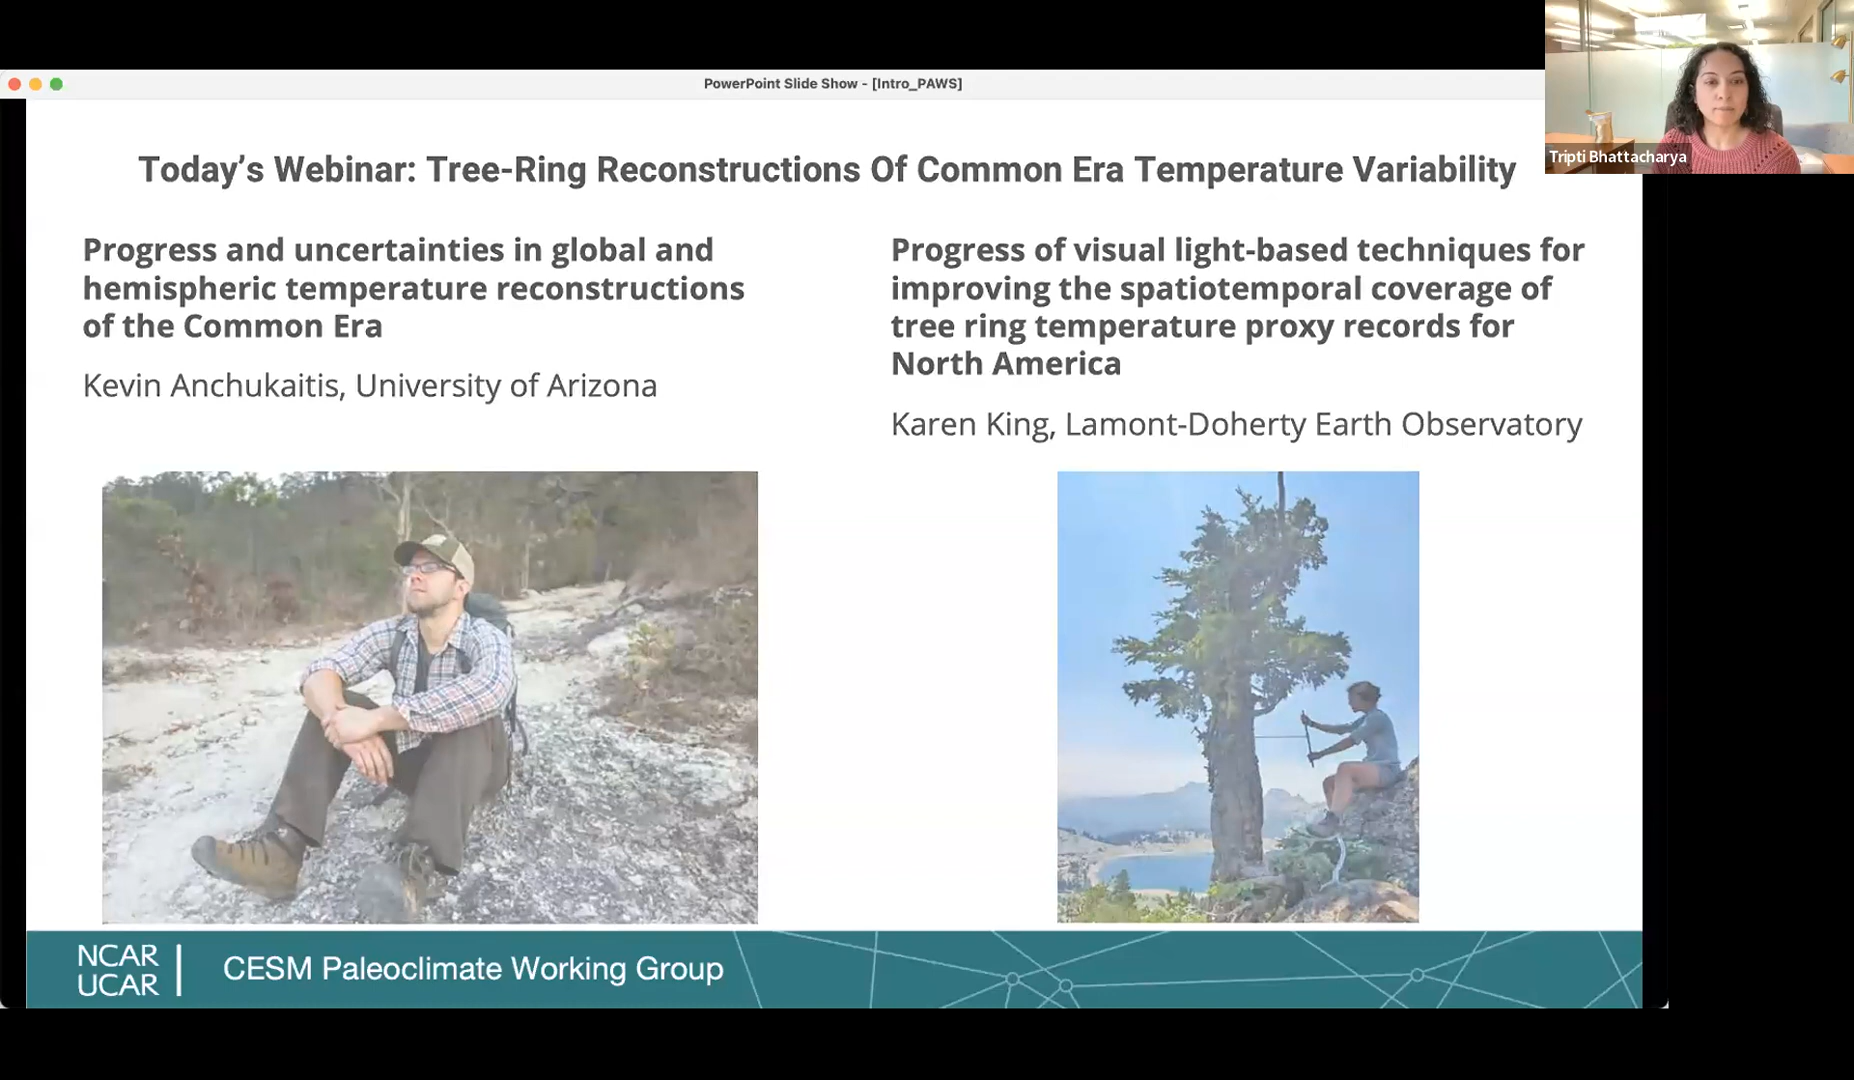 PowerPoint Slide Show - [Intro_PAWS]
Tripti Bhattacharya
Today’s Webinar: Tree-Ring Reconstructions Of Common Era Temperature Variability
Progress and uncertainties in global and
hemispheric temperature reconstructions
of the Common Era
Kevin Anchukaitis, University of Arizona
Progress of visual light-based techniques for
improving the spatiotemporal coverage of
tree ring temperature proxy records for
North America
Karen King, Lamont-Doherty Earth Observatory
NCAR
UCAR
CESM Paleoclimate Working Group